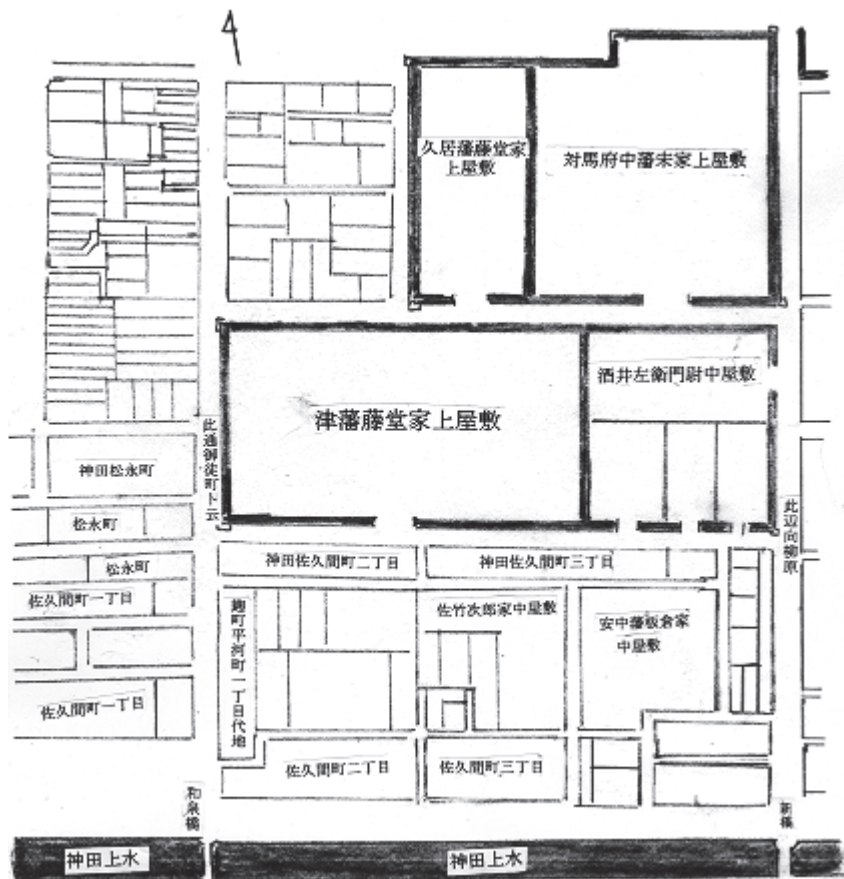 久居藩藤堂家
上屋敷
対馬府中藩宗家上屋敷
酒井左衛門尉中屋敷
津藩藤堂家上屋敷
此通御徒町ト云
神田松永町
松永町
松永町
佐久間町一丁目
佐久間町一丁目
此辺向柳原
神田佐久間町二丁目
神田佐久間町三丁目
麹町平河町一丁目代地
佐竹次郎家中屋敷
安中藩板倉家
中屋敷
佐久間町二丁目
佐久間町三丁目
和泉橋
新橋
神田上水
神田上水